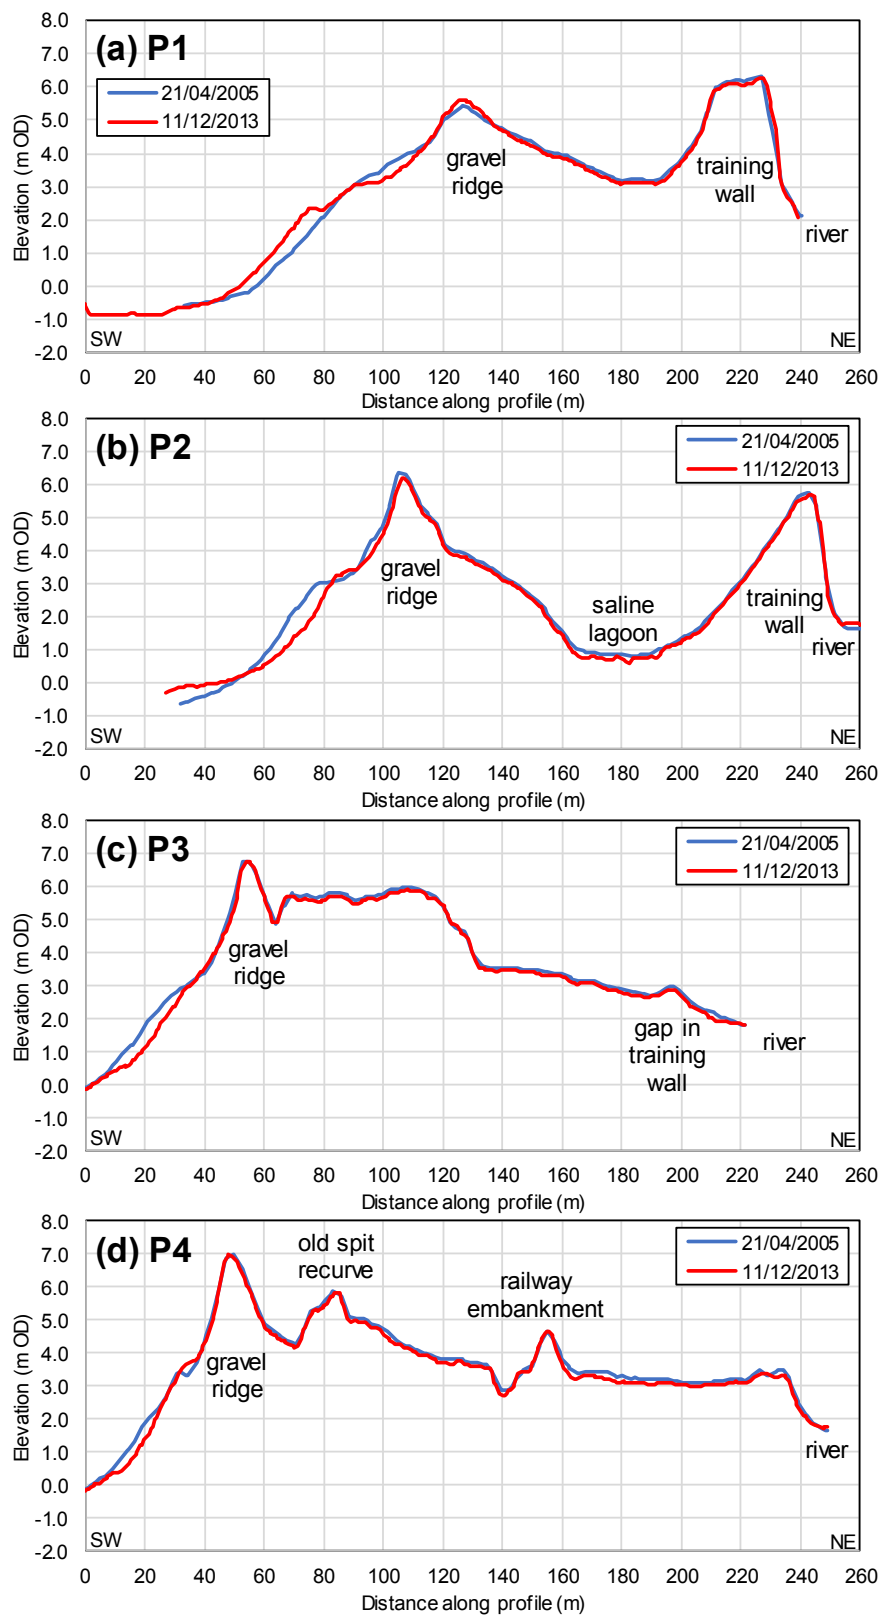 (a) P1
21/04/2005
11/12/2013
8.0
7.0
6.0
5.0
4.0
3.0
2.0
1.0
0.0
-1.0
-2.0
Elevation (m OD)
gravel
ridge
training
wall
river
SW
NE
0 20 40 60 80 100 120 140 160 180 200 220 240 260
Distance along profile (m)
(b) P2
21/04/2005
11/12/2013
8.0
7.0
6.0
5.0
4.0
3.0
2.0
1.0
0.0
-1.0
-2.0
Elevation (m OD)
gravel
ridge
saline
lagoon
training
wall
river
SW
NE
0 20 40 60 80 100 120 140 160 180 200 220 240 260
Distance along profile (m)
(c) P3
21/04/2005
11/12/2013
8.0
7.0
6.0
5.0
4.0
3.0
2.0
1.0
0.0
-1.0
-2.0
Elevation (m OD)
gravel
ridge
gap in
training
wall
river
SW
NE
0 20 40 60 80 100 120 140 160 180 200 220 240 260
Distance along profile (m)
(d) P4
21/04/2005
11/12/2013
8.0
7.0
6.0
5.0
4.0
3.0
2.0
1.0
0.0
-1.0
-2.0
Elevation (m OD)
old spit
recurve
railway
embankment
gravel
ridge
river
SW
NE
0 20 40 60 80 100 120 140 160 180 200 220 240 260
Distance along profile (m)